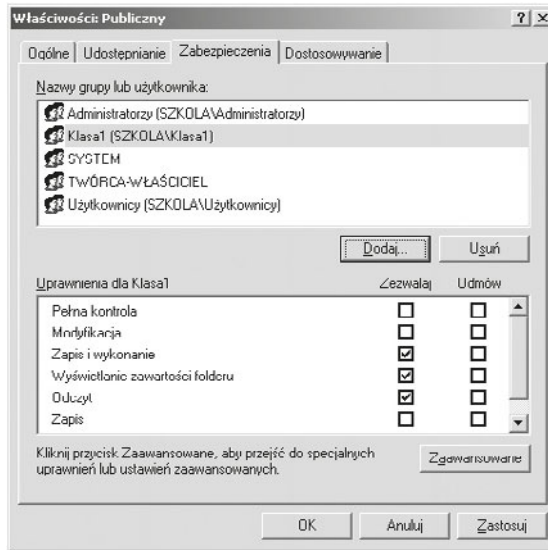 Właściwości: Publiczny
Ogólne Udostępnianie Zabezpieczenia Dostosowywanie
Nazwy grupy lub użytkownika:
Administratorzy (SZKOLA\Administratorzy)
Klasa1 (SZKOLA\Klasa1)
SYSTEM
TWÓRCA-WŁAŚCICIEL
Użytkownicy (SZKOLA\Użytkownicy)
Dodaj... Usuń
Uprawnienia dla Klasa1 Zezwalaj Odmów
Pełna kontrola
Modyfikacja
Zapis i wykonanie
Wyświetlanie zawartości folderu
Odczyt
Zapis
Kliknij przycisk Zaawansowane, aby przejść do specjalnych
uprawnień lub ustawień zaawansowanych.
Zaawansowane
OK Anuluj Zastosuj